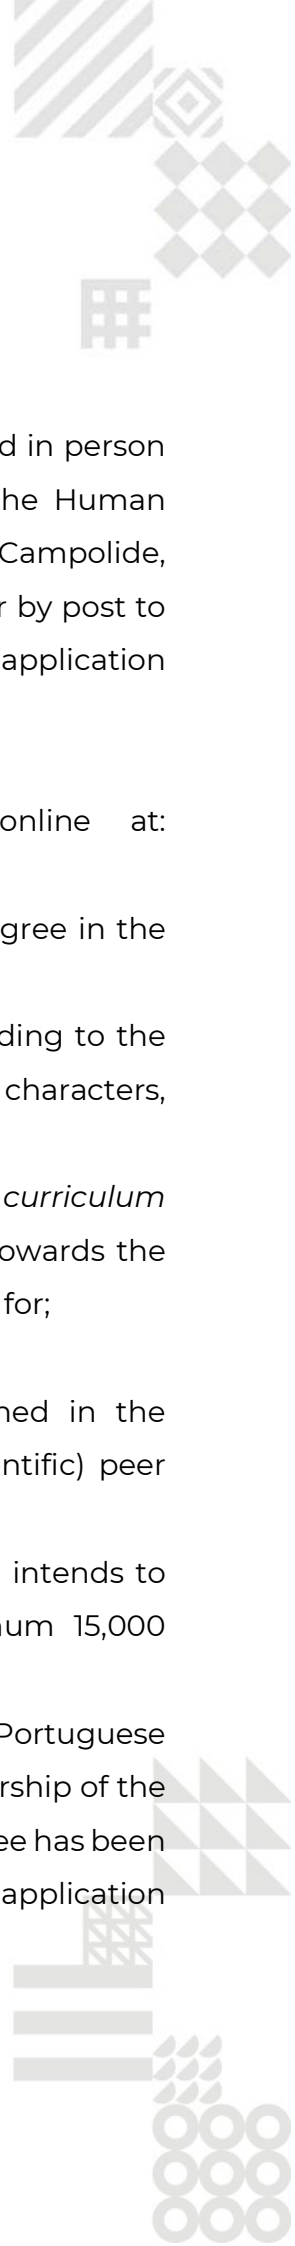 d in person
he Human
Campolide,
r by post to
application
online at:
gree in the
ding to the
characters,
curriculum
owards the
for;
ned in the
ntific) peer
intends to
num 15,000
Portuguese
rship of the
ee has been
application